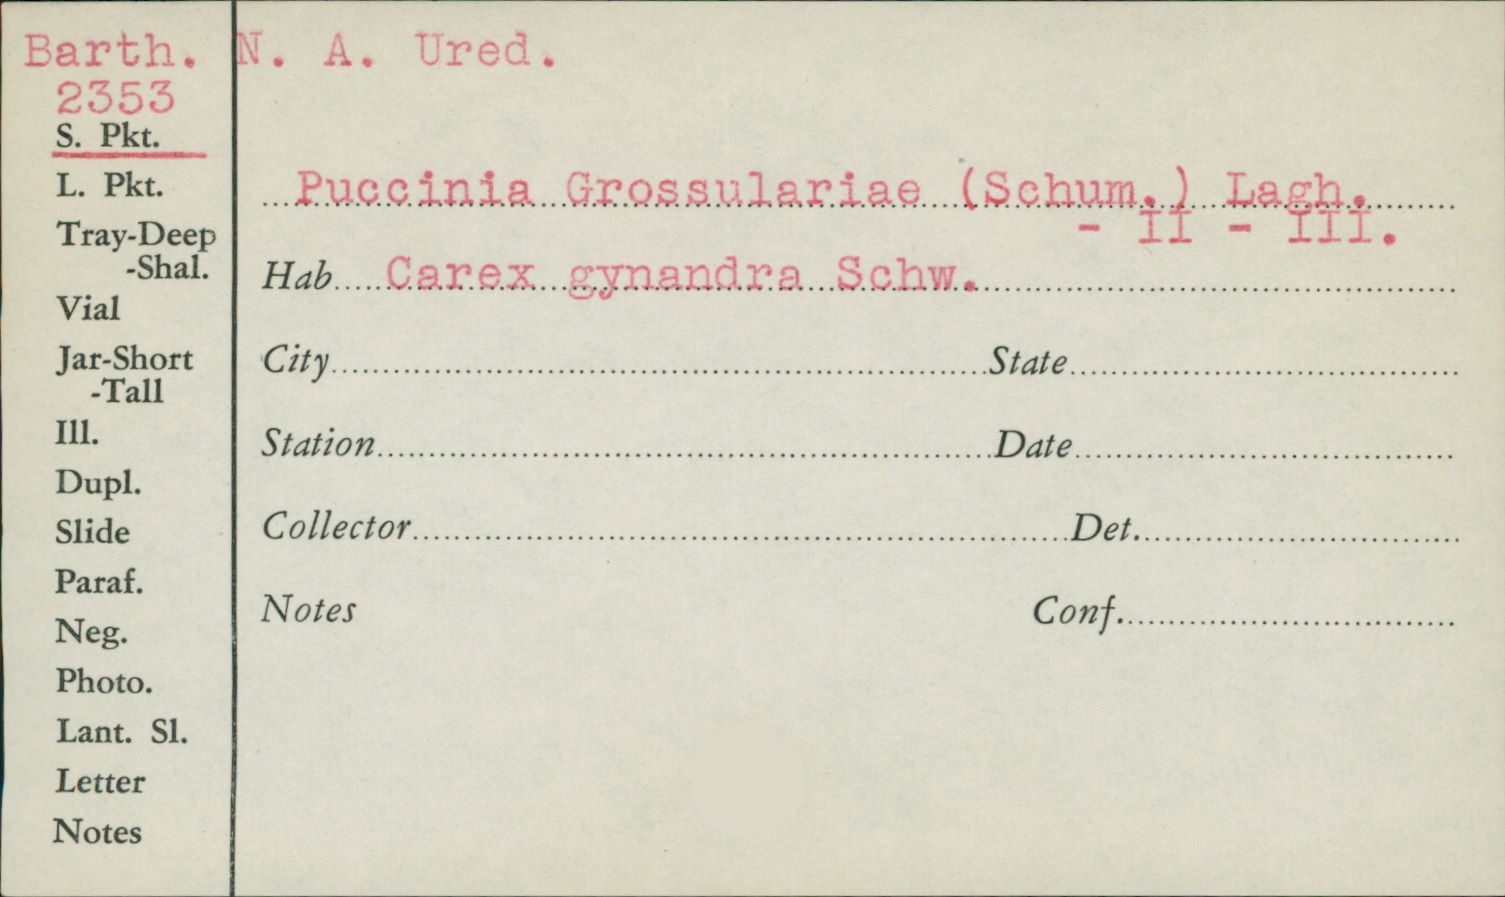 Barth. N. A. Ured.
2353
S. Pkt.
L. Pkt.
Tray-Deep
-Shal.
Vial
Jar-Short
-Tall
Ill.
Dupl.
Slide
Paraf.
Neg.
Photo.
Lant. Sl.
Letter
Notes
Puccinia Grossulariae (Schum.) Lagh.
- II - III.
Hab. Carex gynandra Schw.
City State
Station Date
Collector Det.
Notes Conf.